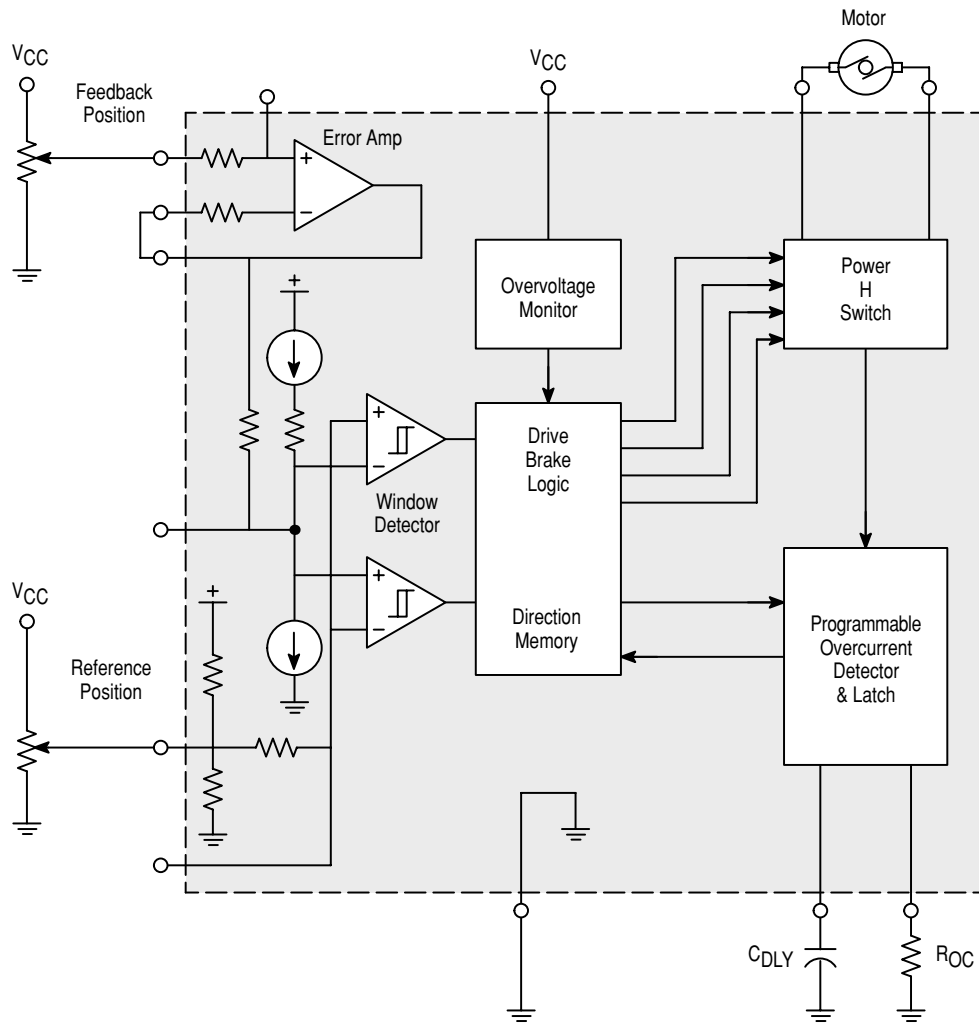 Motor
VCC
VCC
Feedback
Position
Error Amp
+
−
Overvoltage
Monitor
Power
H
Switch
+
+
−
Drive
Brake
Logic
Window
Detector
VCC
+
+
−
Direction
Memory
Programmable
Overcurrent
Detector
& Latch
Reference
Position
CDLY
ROC